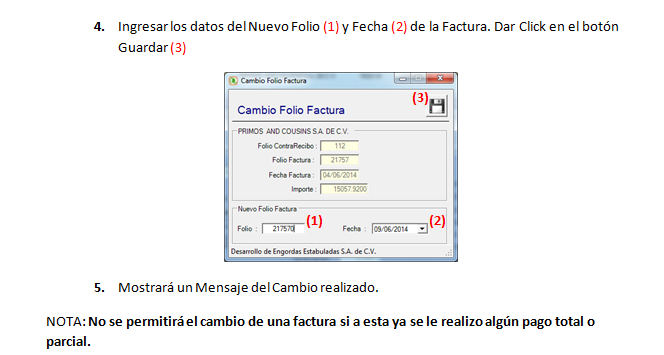 4. Ingresar los datos del Nuevo Folio (1) y Fecha (2) de la Factura. Dar Click en el botón
Guardar (3)
Cambio Folio Factura
(3)
Cambio Folio Factura
PRIMOS AND COUSINS S.A. DE C.V.
Folio ContraRecibo : 112
Folio Factura : 21757
Fecha Factura : 04/06/2014
Importe : 15057.9200
Nuevo Folio Factura
(1) (2)
Folio : 217570 Fecha : 09/06/2014
Desarrollo de Engordas Estabuladas S.A. de C.V.
5. Mostrará un Mensaje del Cambio realizado.
NOTA: No se permitirá el cambio de una factura si a esta ya se le realizo algún pago total o
parcial.